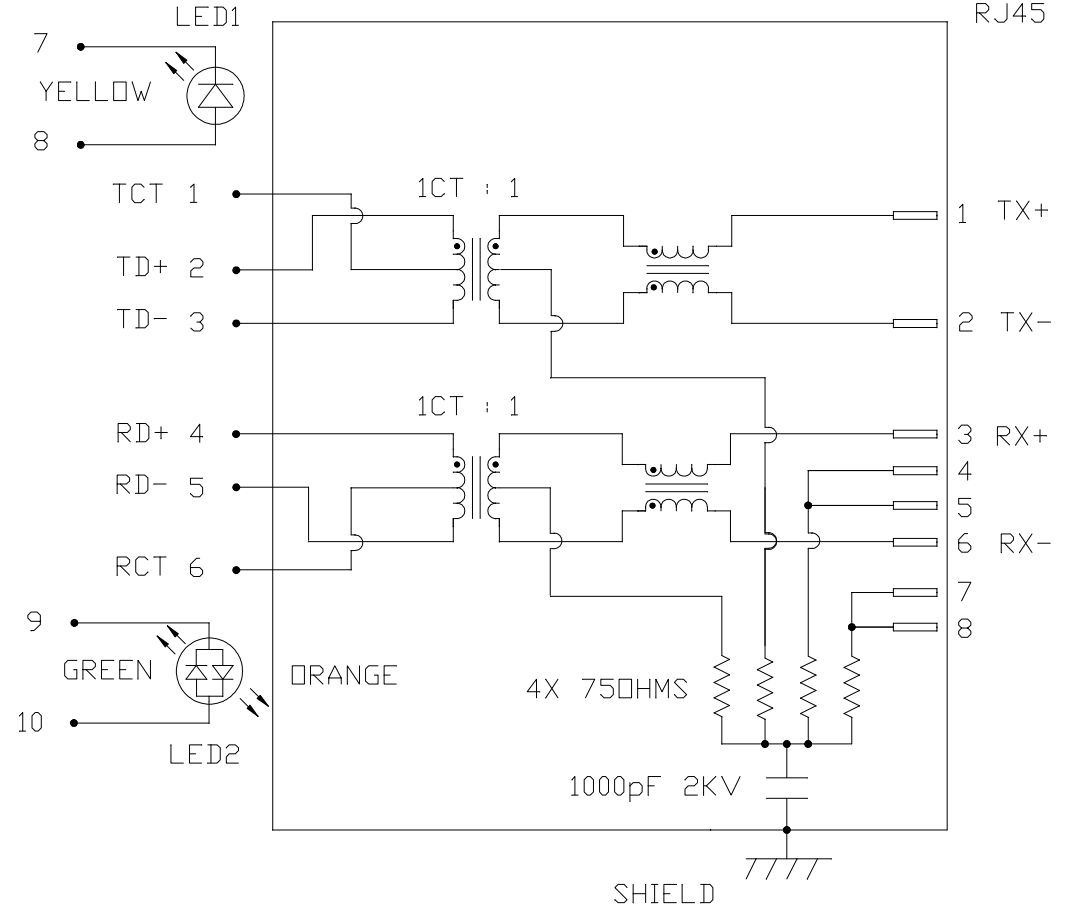 LED1
RJ45
7
YELLOW
8
TCT 1
1CT : 1
1 TX+
TD+ 2
TD- 3
2 TX-
1CT : 1
RD+ 4
3 RX+
4
RD- 5
5
6 RX-
RCT 6
7
9
8
GREEN
ORANGE
4X 75OHMS
10
LED2
1000pF 2KV
SHIELD